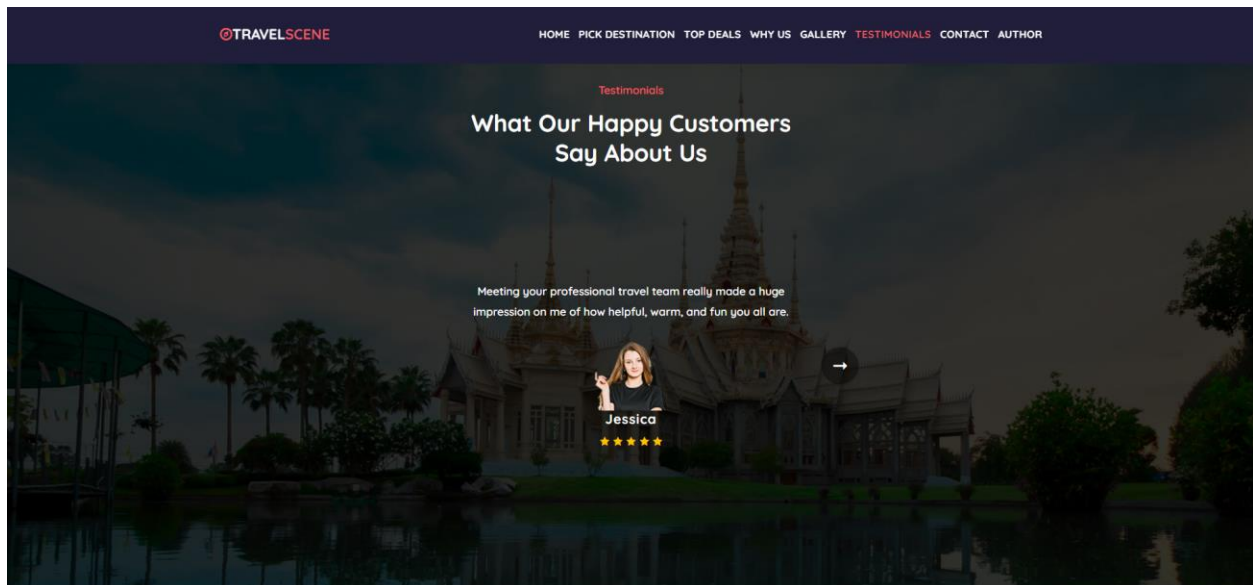 TRAVELSCENE
HOME PICK DESTINATION TOP DEALS WHY US GALLERY TESTIMONIALS CONTACT AUTHOR
Testimonials
What Our Happy Customers
Say About Us
Meeting your professional travel team really made a huge
impression on me of how helpful, warm, and fun you all are.
Jessica